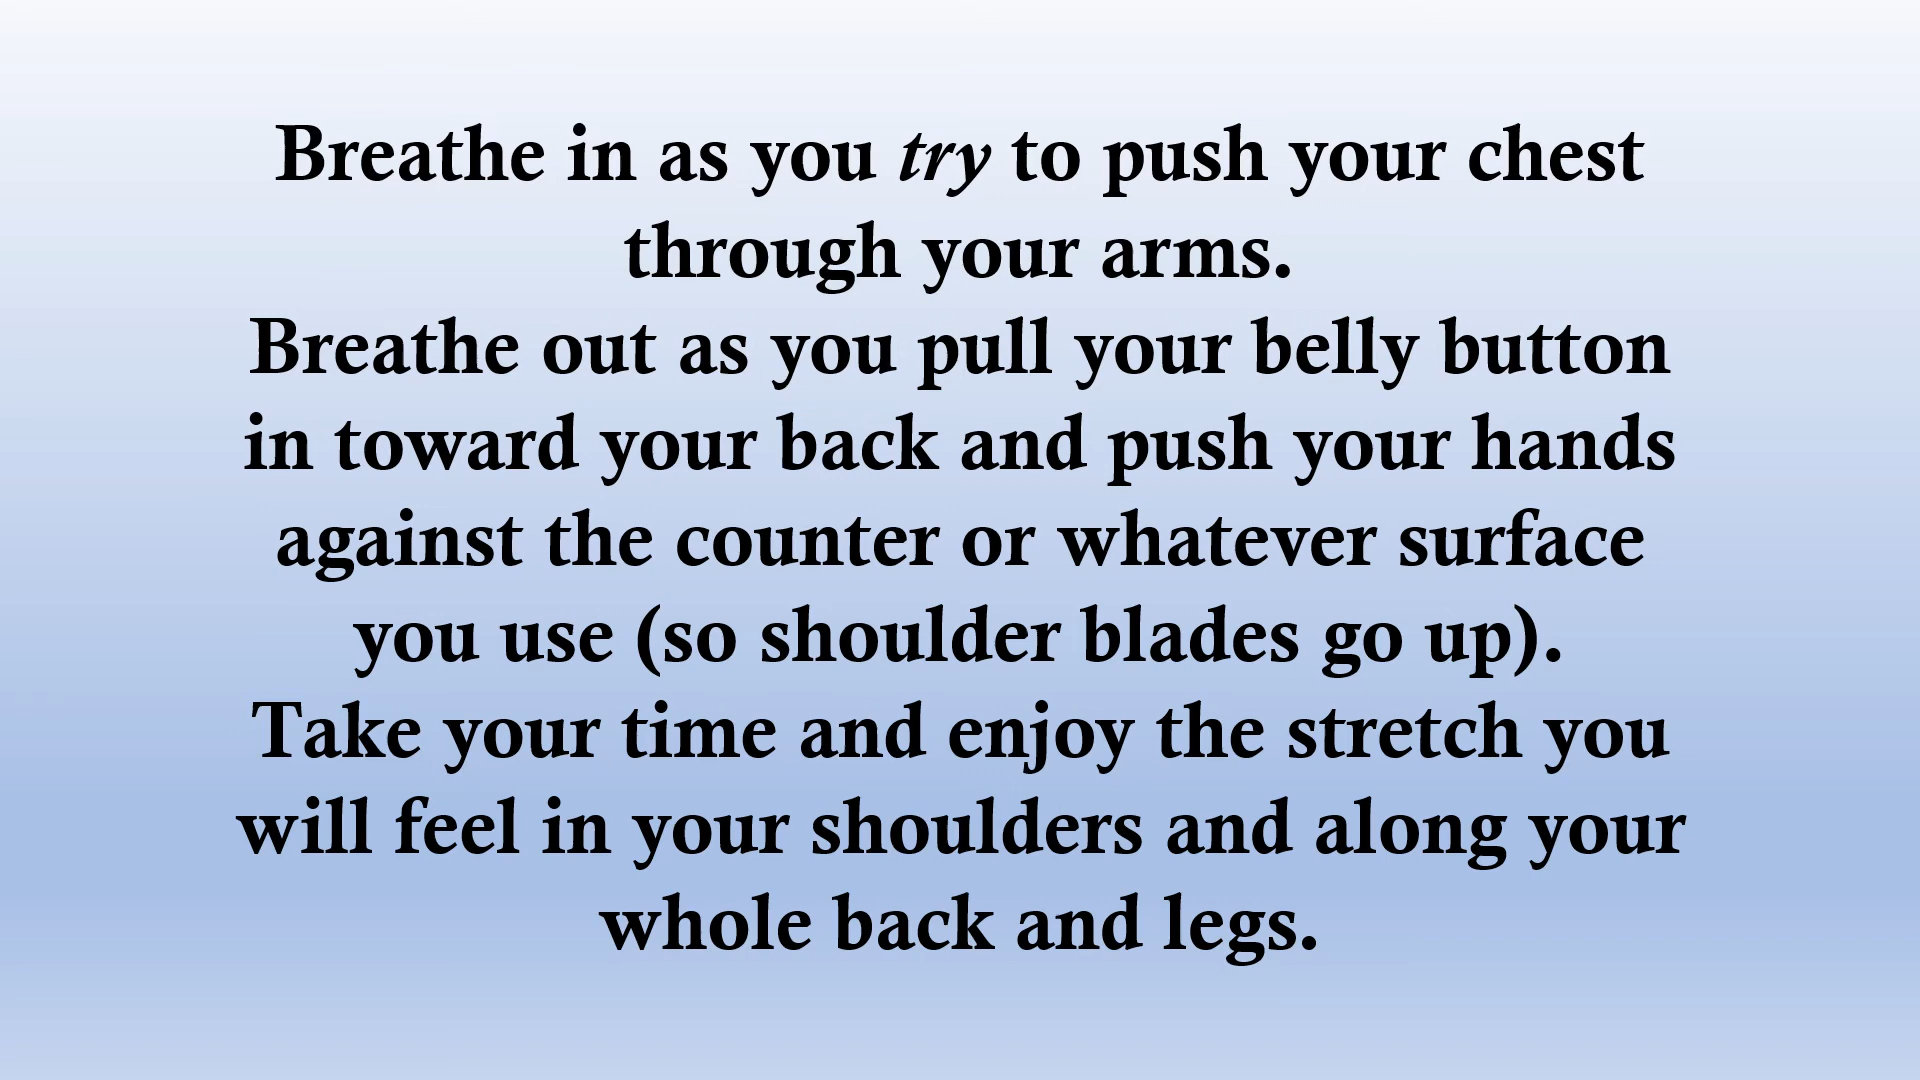 Breathe in as you try to push your chest
through your arms.
Breathe out as you pull your belly button
in toward your back and push your hands
against the counter or whatever surface
you use (so shoulder blades go up).
Take your time and enjoy the stretch you
will feel in your shoulders and along your
whole back and legs.